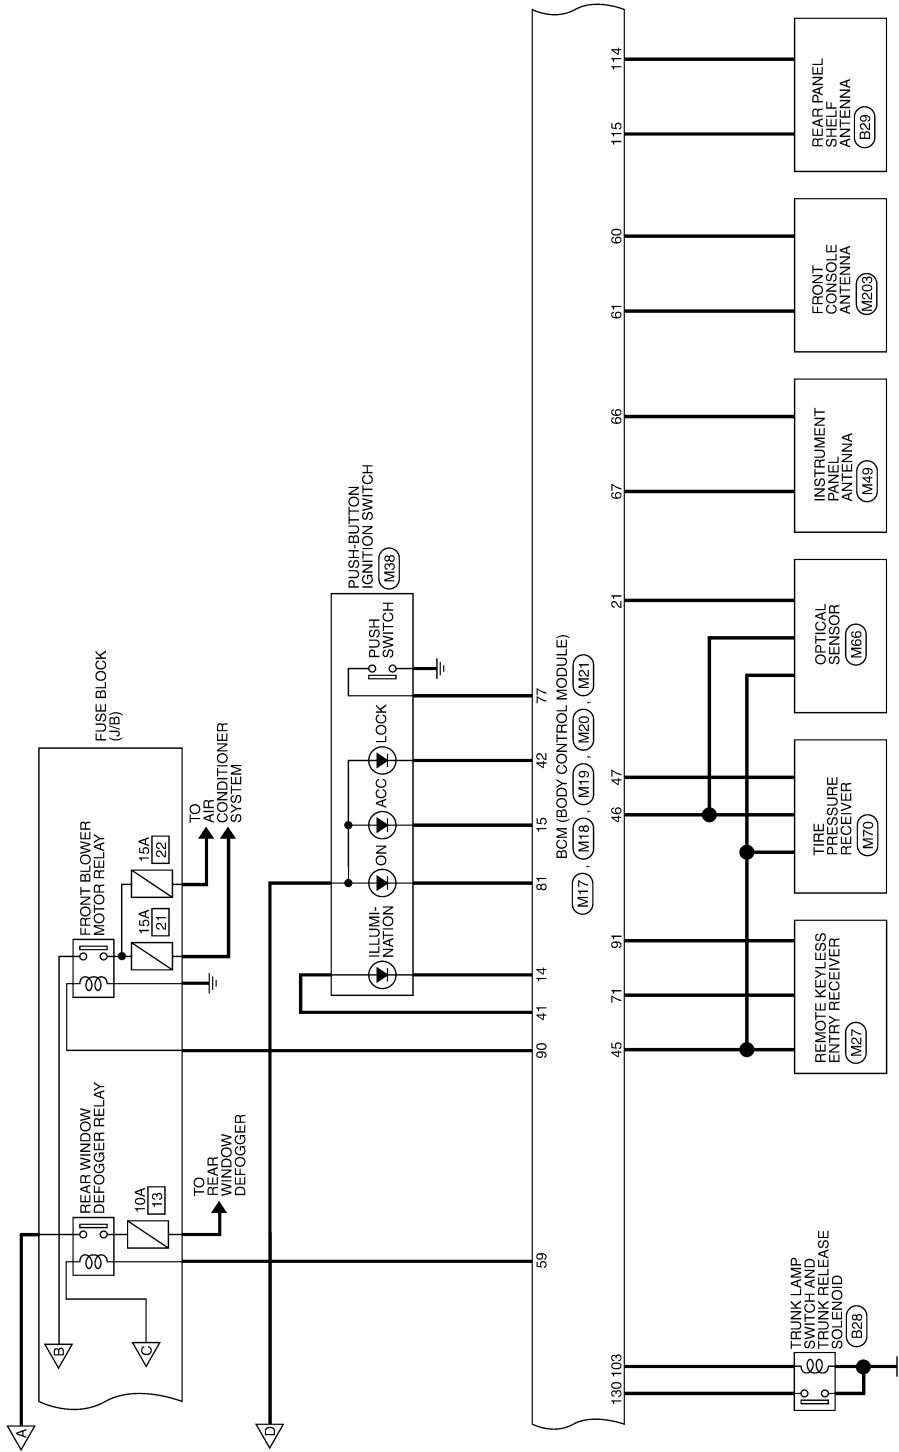 A
B
C
D
FUSE BLOCK
(J/B)
REAR WINDOW
DEFOGGER RELAY
10A
13
TO
REAR
WINDOW
DEFOGGER
FRONT BLOWER
MOTOR RELAY
15A
21
15A
22
TO
AIR
CONDITIONER
SYSTEM
PUSH-BUTTON
IGNITION SWITCH
M38
ILLUMI-
NATION
ON
ACC
LOCK
PUSH
SWITCH
59
90
41
14
81
15
42
77
BCM (BODY CONTROL MODULE)
M17 , M18 , M19 , M20 , M21
130
103
45
71
91
46
47
21
67
66
61
60
115
114
TRUNK LAMP
SWITCH AND
TRUNK RELEASE
SOLENOID
B28
REMOTE KEYLESS
ENTRY RECEIVER
M27
TIRE
PRESSURE
RECEIVER
M70
OPTICAL
SENSOR
M66
INSTRUMENT
PANEL
ANTENNA
M49
FRONT
CONSOLE
ANTENNA
M203
REAR PANEL
SHELF
ANTENNA
B29